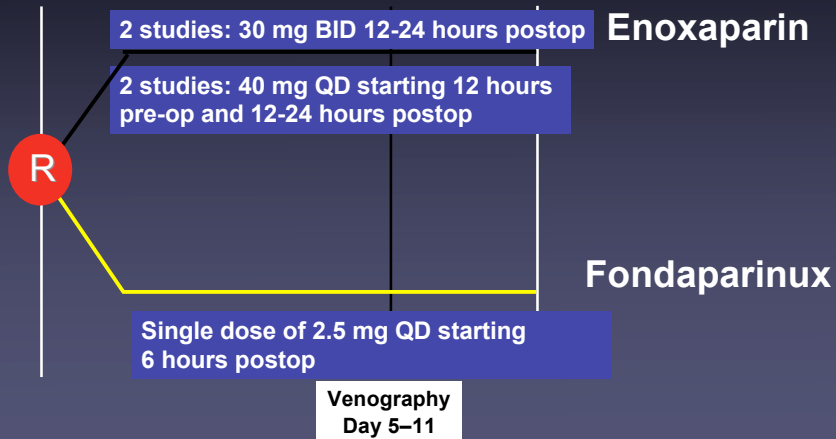 2 studies: 30 mg BID 12-24 hours postop
Enoxaparin
2 studies: 40 mg QD starting 12 hours
pre-op and 12-24 hours postop
R
Fondaparinux
Single dose of 2.5 mg QD starting
6 hours postop
Venography
Day 5–11